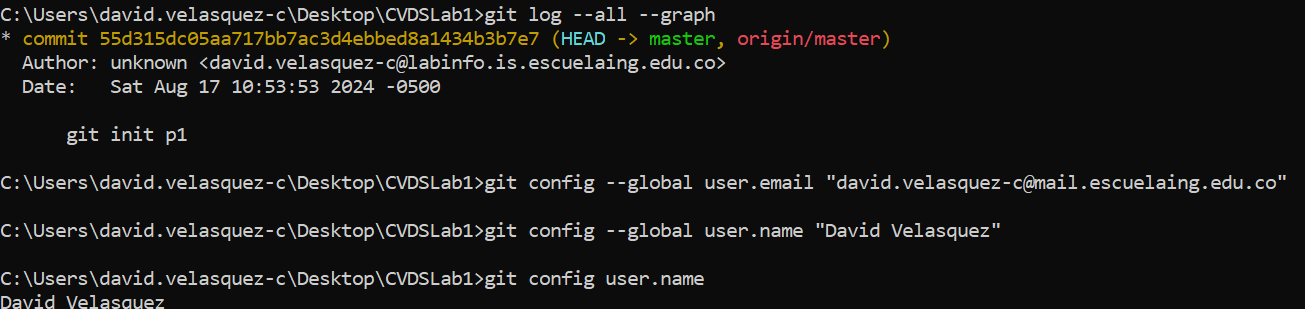 C:\Users\david.velasquez-c\Desktop\CVDSLab1>git log --all --graph
* commit 55d315dc05aa717bb7ac3d4ebbed8a1434b3b7e7 (HEAD -> master, origin/master)
Author: unknown <david.velasquez-c@labinfo.is.escuelaing.edu.co>
Date:   Sat Aug 17 10:53:53 2024 -0500
git init p1
C:\Users\david.velasquez-c\Desktop\CVDSLab1>git config --global user.email "david.velasquez-c@mail.escuelaing.edu.co"
C:\Users\david.velasquez-c\Desktop\CVDSLab1>git config --global user.name "David Velasquez"
C:\Users\david.velasquez-c\Desktop\CVDSLab1>git config user.name
David Velasquez